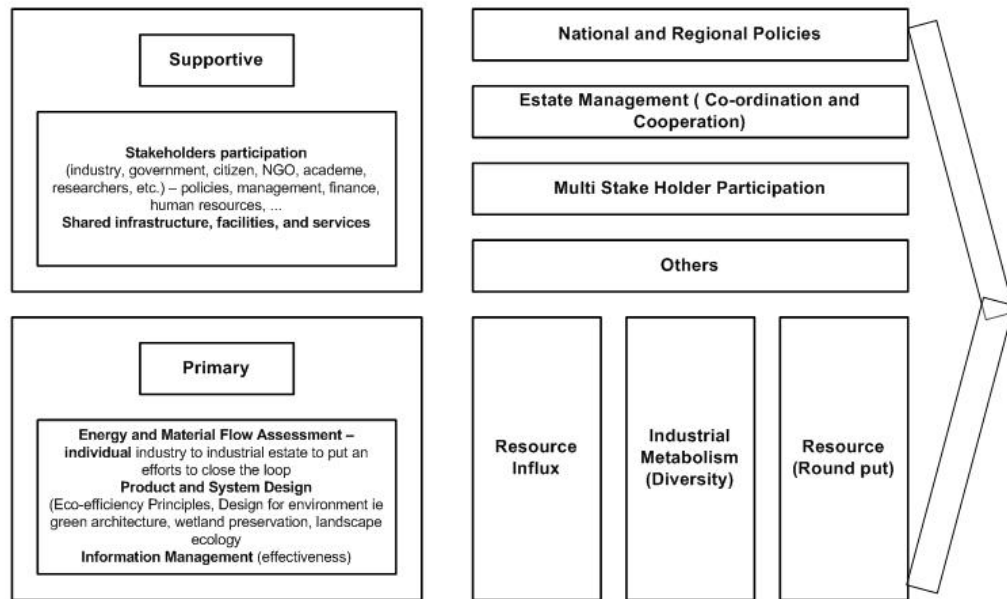 Supportive
Stakeholders participation
(industry, government, citizen, NGO, academe,
researchers, etc.) – policies, management, finance,
human resources, ...
Shared infrastructure, facilities, and services
National and Regional Policies
Estate Management ( Co-ordination and
Cooperation)
Multi Stake Holder Participation
Others
Primary
Energy and Material Flow Assessment –
individual industry to industrial estate to put an
efforts to close the loop
Product and System Design
(Eco-efficiency Principles, Design for environment ie
green architecture, wetland preservation, landscape
ecology
Information Management (effectiveness)
Resource
Influx
Industrial
Metabolism
(Diversity)
Resource
(Round put)